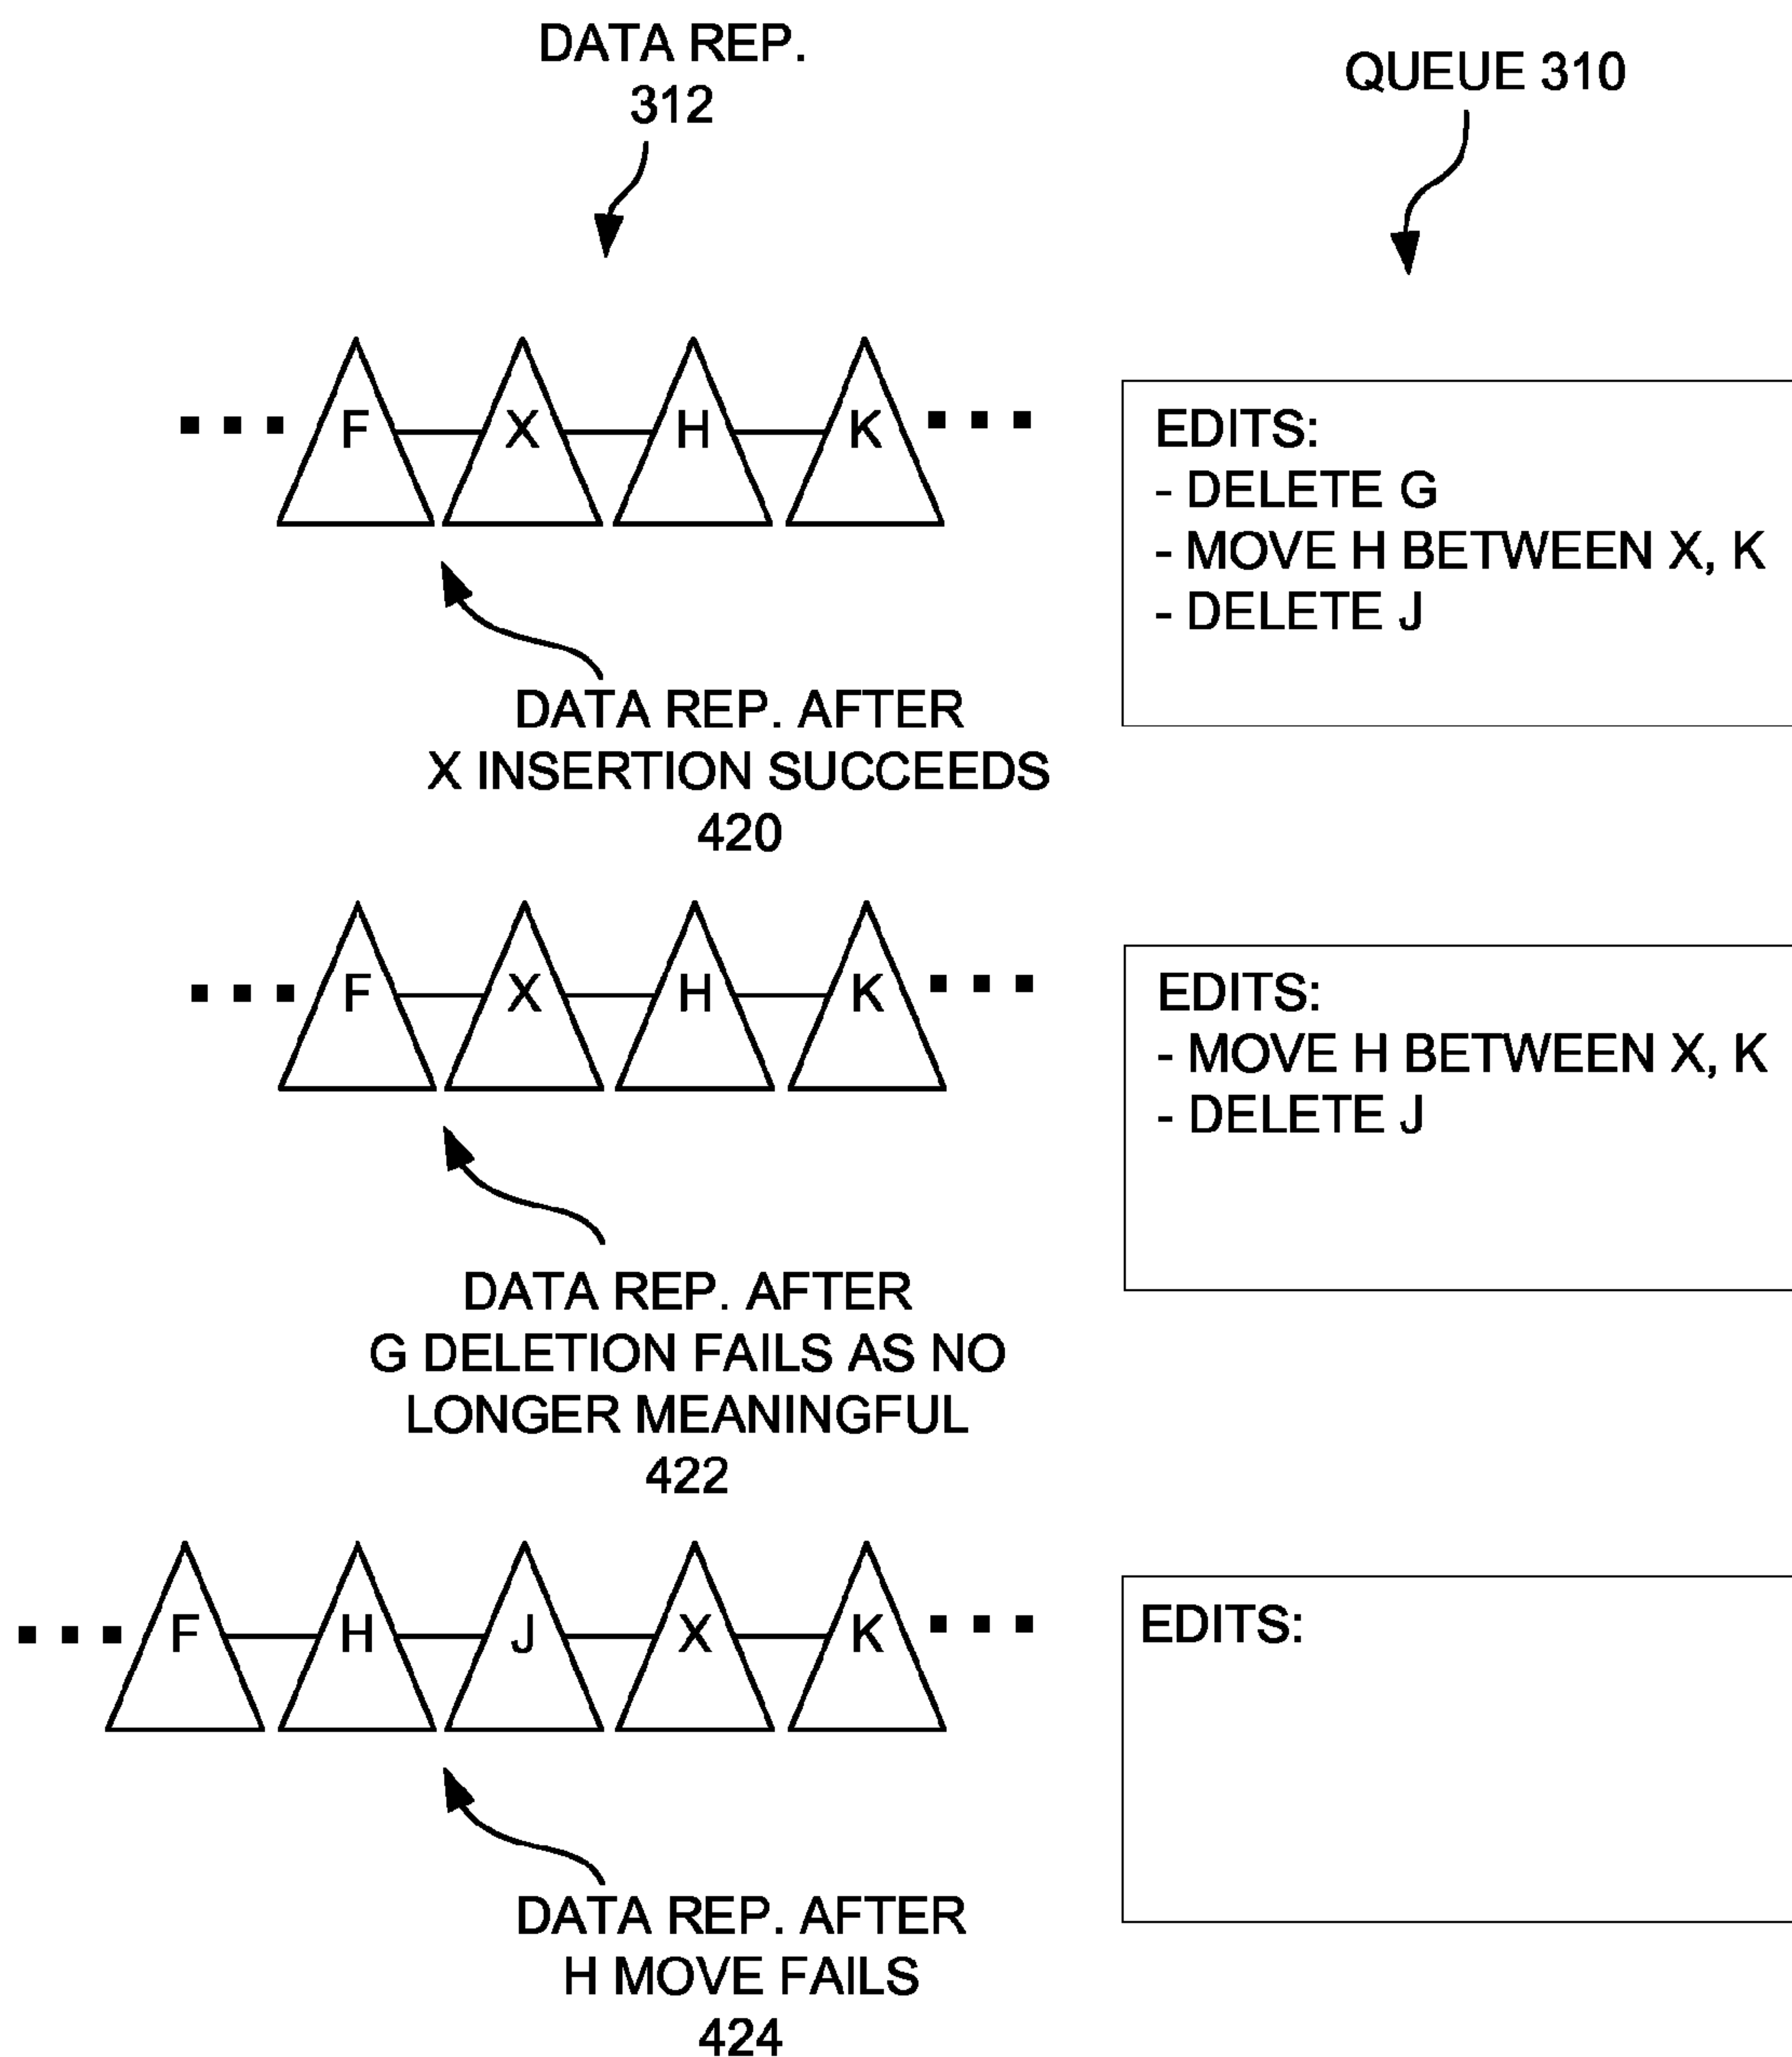 DATA REP.
312
QUEUE 310
F X H K
EDITS:
- DELETE G
- MOVE H BETWEEN X, K
- DELETE J
DATA REP. AFTER
X INSERTION SUCCEEDS
420
F X H K
EDITS:
- MOVE H BETWEEN X, K
- DELETE J
DATA REP. AFTER
G DELETION FAILS AS NO
LONGER MEANINGFUL
422
F H J X K
EDITS:
DATA REP. AFTER
H MOVE FAILS
424